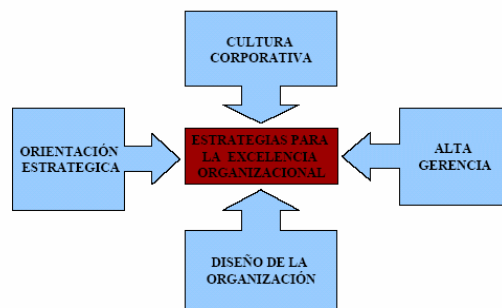 CULTURA
CORPORATIVA
ORIENTACIÓN
ESTRATEGICA
ESTRATEGIAS PARA
LA EXCELENCIA
ORGANIZACIONAL
ALTA
GERENCIA
DISEÑO DE LA
ORGANIZACIÓN